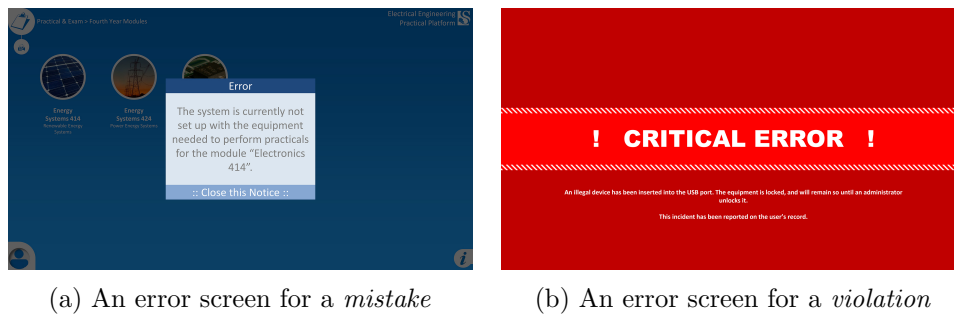 Practical & Exam > Fourth Year Modules
Electrical Engineering
Practical Platform
Error
The system is currently not
set up with the equipment
needed to perform practicals
for the module “Electronics
414”.
:: Close this Notice ::
Energy
Systems 414
Renewable Energy
Systems
Energy
Systems 424
Power Energy Systems
i
! CRITICAL ERROR !
An illegal device has been inserted into the USB port. The equipment is locked, and will remain so until an administrator
unlocks it.
This incident has been reported on the user's record.
(a) An error screen for a mistake
(b) An error screen for a violation